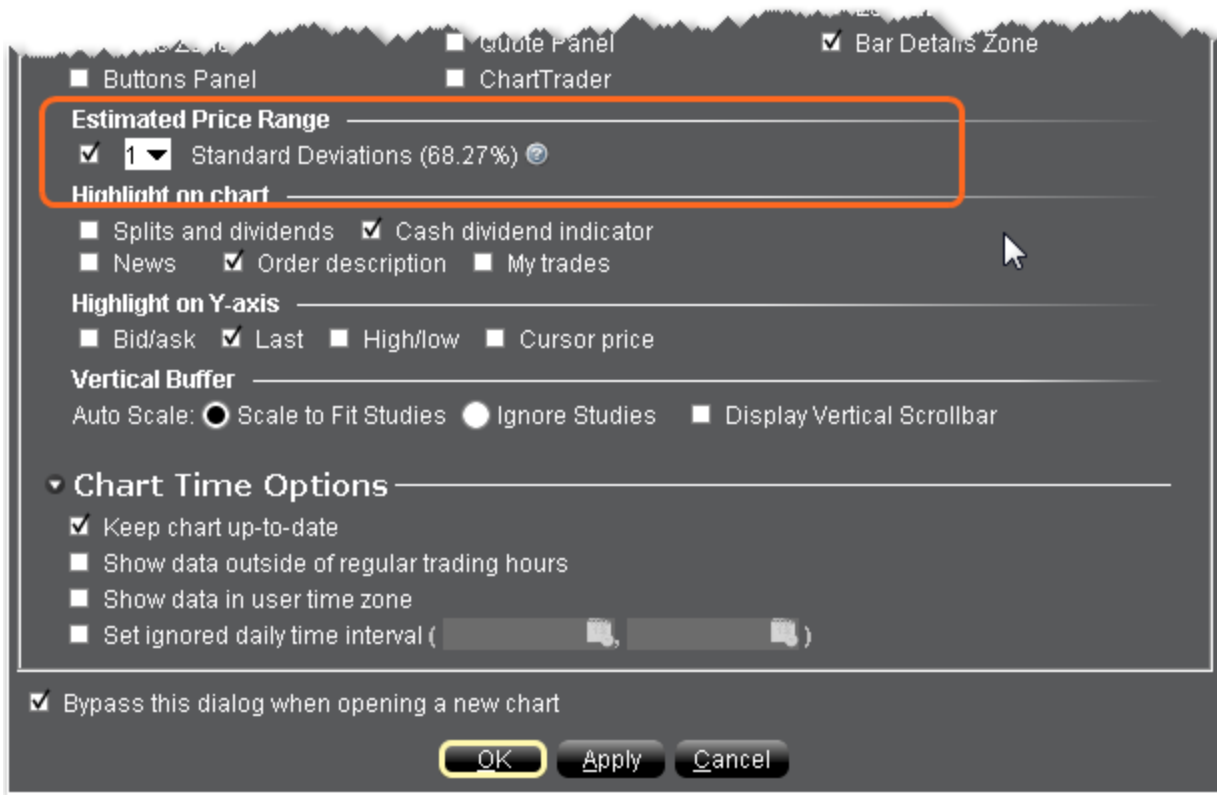 Quote Panel Bar Details Zone
Buttons Panel ChartTrader
Estimated Price Range
1 Standard Deviations (68.27%)
Highlight on chart
Splits and dividends Cash dividend indicator
News Order description My trades
Highlight on Y-axis
Bid/ask Last High/low Cursor price
Vertical Buffer
Auto Scale: Scale to Fit Studies Ignore Studies Display Vertical Scrollbar
Chart Time Options
Keep chart up-to-date
Show data outside of regular trading hours
Show data in user time zone
Set ignored daily time interval ( , )
Bypass this dialog when opening a new chart
OK Apply Cancel